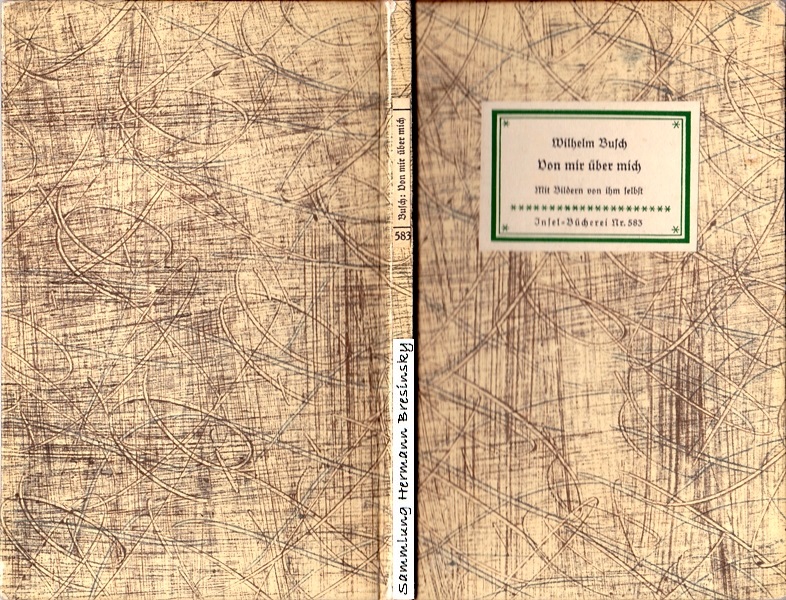 Busch: Von mir über mich
583
Sammlung Hermann Bresinsky
Wilhelm Busch
Von mir über mich
Mit Bildern von ihm selbst
Insel-Bücherei Nr. 583